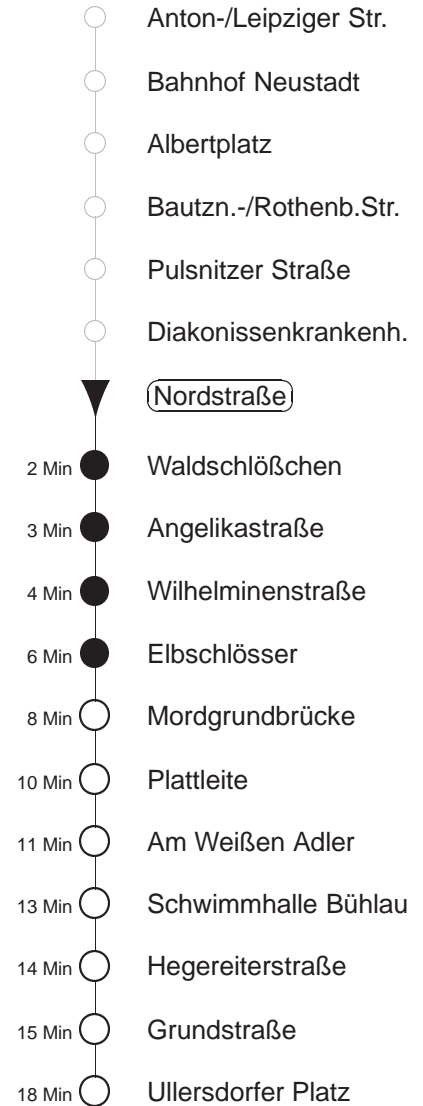 Anton-/Leipziger Str.
Bahnhof Neustadt
Albertplatz
Bautzn.-/Rothenb.Str.
Pulsnitzer Straße
Diakonissenkrankenh.
Nordstraße
2 Min Waldschlößchen
3 Min Angelikastraße
4 Min Wilhelminenstraße
6 Min Elbschlösser
8 Min Mordgrundbrücke
10 Min Plattleite
11 Min Am Weißen Adler
13 Min Schwimmhalle Bühlau
14 Min Hegereiterstraße
15 Min Grundstraße
18 Min Ullersdorfer Platz